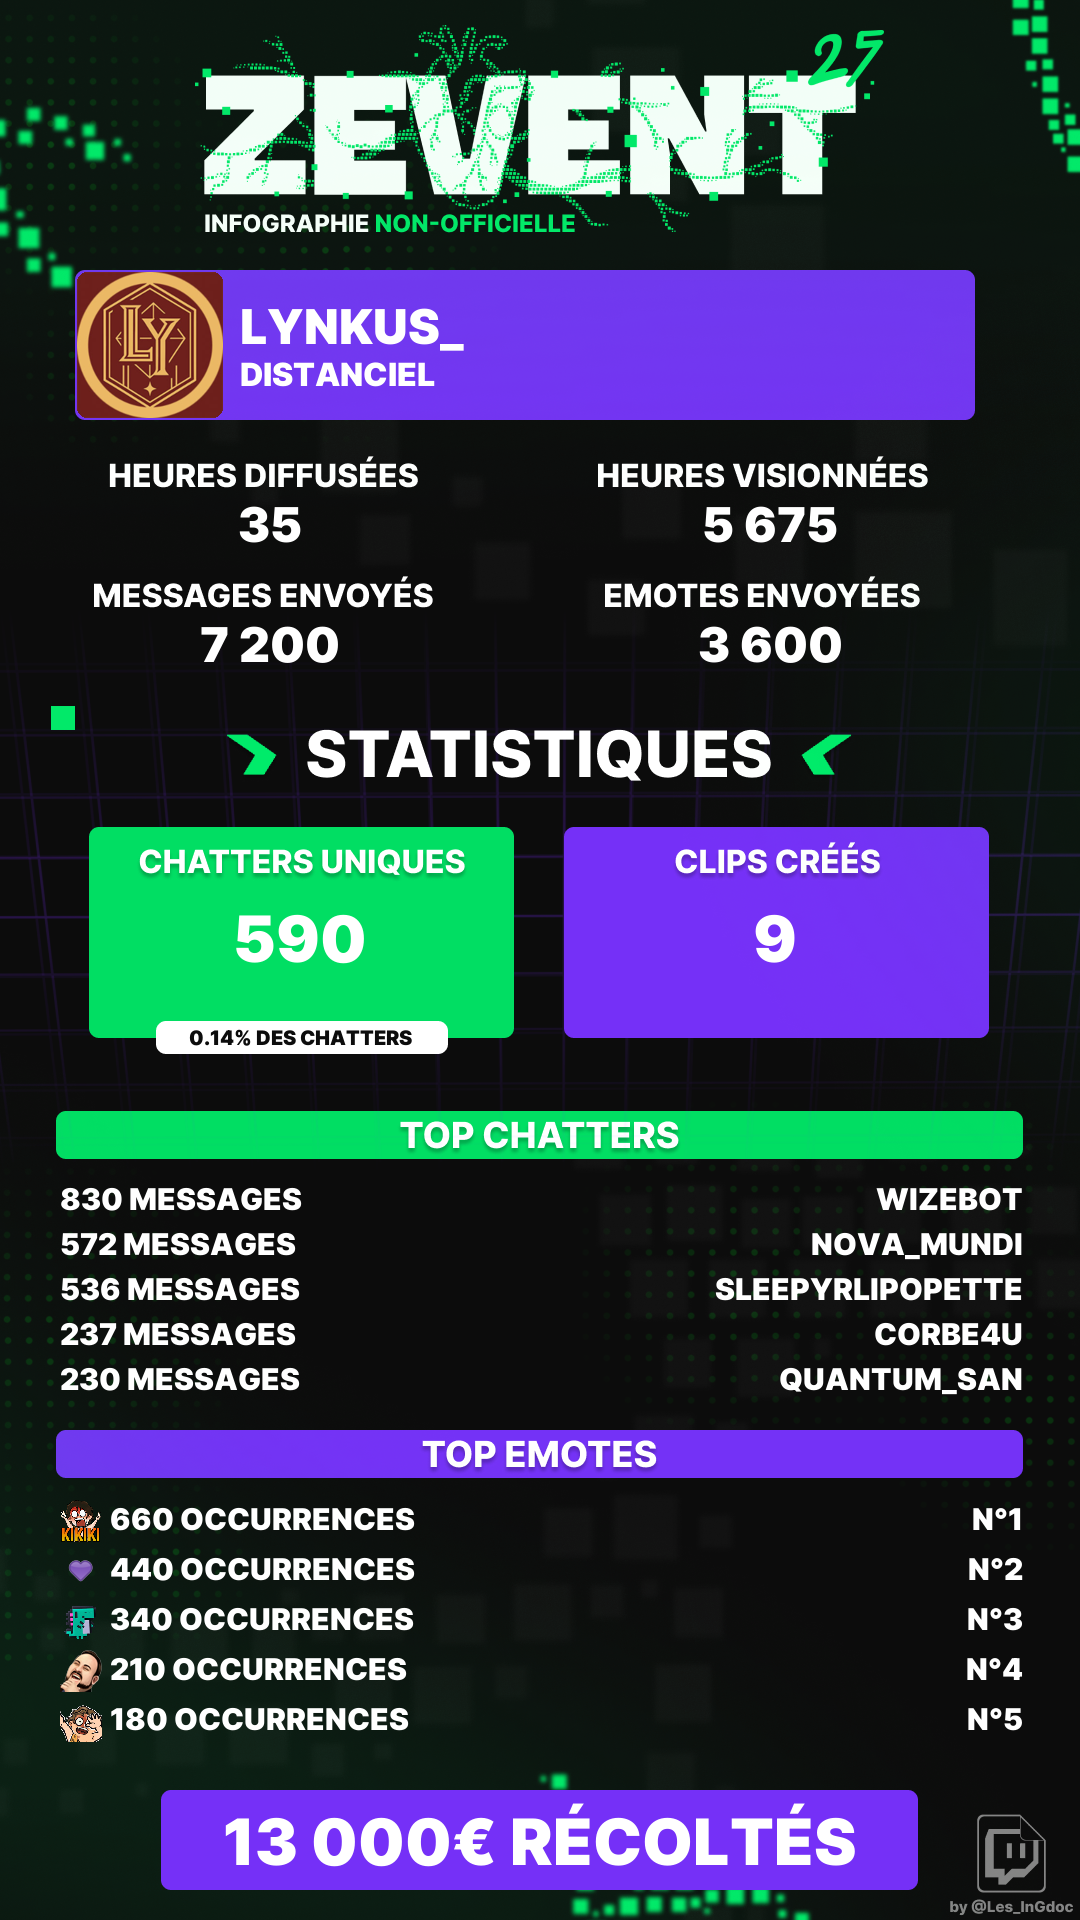 ZEVENT 25
INFOGRAPHIE NON-OFFICIELLE
LY
LYNKUS_
DISTANCIEL
HEURES DIFFUSÉES
35
HEURES VISIONNÉES
5 675
MESSAGES ENVOYÉS
7 200
EMOTES ENVOYÉES
3 600
STATISTIQUES
CHATTERS UNIQUES
590
0.14% DES CHATTERS
CLIPS CRÉÉS
9
TOP CHATTERS
830 MESSAGES WIZEBOT
572 MESSAGES NOVA_MUNDI
536 MESSAGES SLEEPYRLIPOPETTE
237 MESSAGES CORBE4U
230 MESSAGES QUANTUM_SAN
TOP EMOTES
KIKIKI 660 OCCURRENCES N°1
440 OCCURRENCES N°2
340 OCCURRENCES N°3
210 OCCURRENCES N°4
180 OCCURRENCES N°5
13 000€ RÉCOLTÉS
by @Les_InGdoc